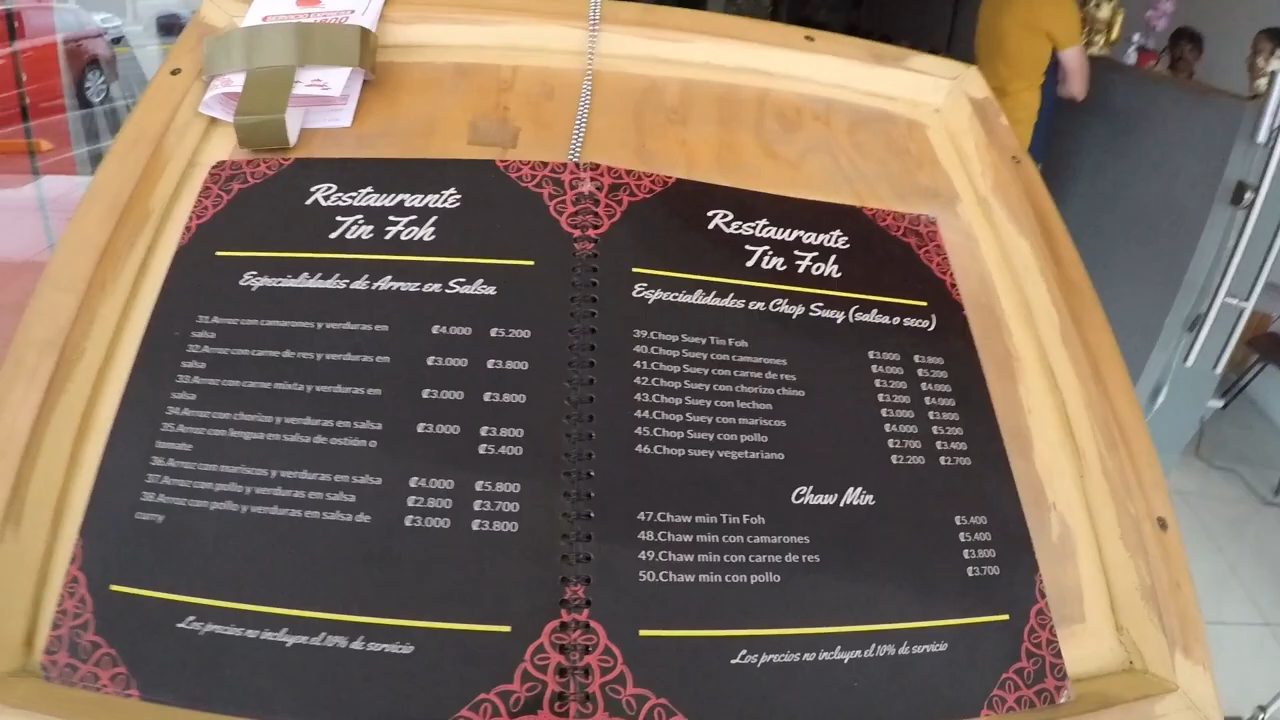 SERVICIO EXPRESS
Restaurante
Tin Foh
Especialidades de Arroz en Salsa
31.Arroz con camarones y verduras en salsa ₡4.000 ₡5.200
32.Arroz con carne de res y verduras en salsa ₡3.000 ₡3.800
33.Arroz con carne mixta y verduras en salsa ₡3.000 ₡3.800
34.Arroz con chorizo y verduras en salsa ₡3.000 ₡3.800
35.Arroz con lengua en salsa de ostión o tomate ₡5.400
36.Arroz con mariscos y verduras en salsa ₡4.000 ₡5.800
37.Arroz con pollo y verduras en salsa ₡2.800 ₡3.700
38.Arroz con pollo y verduras en salsa de curry ₡3.000 ₡3.800
Los precios no incluyen el 10% de servicio
Restaurante
Tin Foh
Especialidades en Chop Suey (salsa o seco)
39.Chop Suey Tin Foh ₡3.000 ₡3.800
40.Chop Suey con camarones ₡4.000 ₡5.200
41.Chop Suey con carne de res ₡3.200 ₡4.000
42.Chop Suey con chorizo chino ₡3.200 ₡4.000
43.Chop Suey con lechon ₡3.000 ₡3.800
44.Chop Suey con mariscos ₡4.000 ₡5.200
45.Chop Suey con pollo ₡2.700 ₡3.400
46.Chop suey vegetariano ₡2.200 ₡2.700
Chaw Min
47.Chaw min Tin Foh ₡5.400
48.Chaw min con camarones ₡5.400
49.Chaw min con carne de res ₡3.800
50.Chaw min con pollo ₡3.700
Los precios no incluyen el 10% de servicio